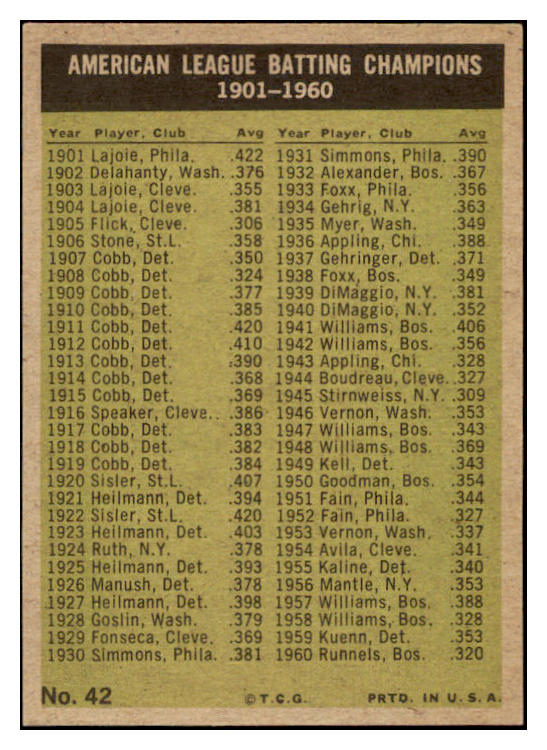 AMERICAN LEAGUE BATTING CHAMPIONS
1901-1960
Year Player, Club Avg
1901 Lajoie, Phila. .422
1902 Delahanty, Wash. .376
1903 Lajoie, Cleve. .355
1904 Lajoie, Cleve. .381
1905 Flick, Cleve. .306
1906 Stone, St.L. .358
1907 Cobb, Det. .350
1908 Cobb, Det. .324
1909 Cobb, Det. .377
1910 Cobb, Det. .385
1911 Cobb, Det. .420
1912 Cobb, Det. .410
1913 Cobb, Det. .390
1914 Cobb, Det. .368
1915 Cobb, Det. .369
1916 Speaker, Cleve.. .386
1917 Cobb, Det. .383
1918 Cobb, Det. .382
1919 Cobb, Det. .384
1920 Sisler, St.L. .407
1921 Heilmann, Det. .394
1922 Sisler, St.L. .420
1923 Heilmann, Det. .403
1924 Ruth, N.Y. .378
1925 Heilmann, Det. .393
1926 Manush, Det. .378
1927 Heilmann, Det. .398
1928 Goslin, Wash. .379
1929 Fonseca, Cleve. .369
1930 Simmons, Phila. .381
Year Player, Club Avg
1931 Simmons, Phila. .390
1932 Alexander, Bos. .367
1933 Foxx, Phila. .356
1934 Gehrig, N.Y. .363
1935 Myer, Wash. .349
1936 Appling, Chi. .388
1937 Gehringer, Det. .371
1938 Foxx, Bos. .349
1939 DiMaggio, N.Y. .381
1940 DiMaggio, N.Y. .352
1941 Williams, Bos. .406
1942 Williams, Bos. .356
1943 Appling, Chi. .328
1944 Boudreau, Cleve. .327
1945 Stirnweiss, N.Y. .309
1946 Vernon, Wash. .353
1947 Williams, Bos. .343
1948 Williams, Bos. .369
1949 Kell, Det. .343
1950 Goodman, Bos. .354
1951 Fain, Phila. .344
1952 Fain, Phila. .327
1953 Vernon, Wash. .337
1954 Avila, Cleve. .341
1955 Kaline, Det. .340
1956 Mantle, N.Y. .353
1957 Williams, Bos. .388
1958 Williams, Bos. .328
1959 Kuenn, Det. .353
1960 Runnels, Bos. .320
No. 42 © T.C.G. PRTD. IN U.S.A.